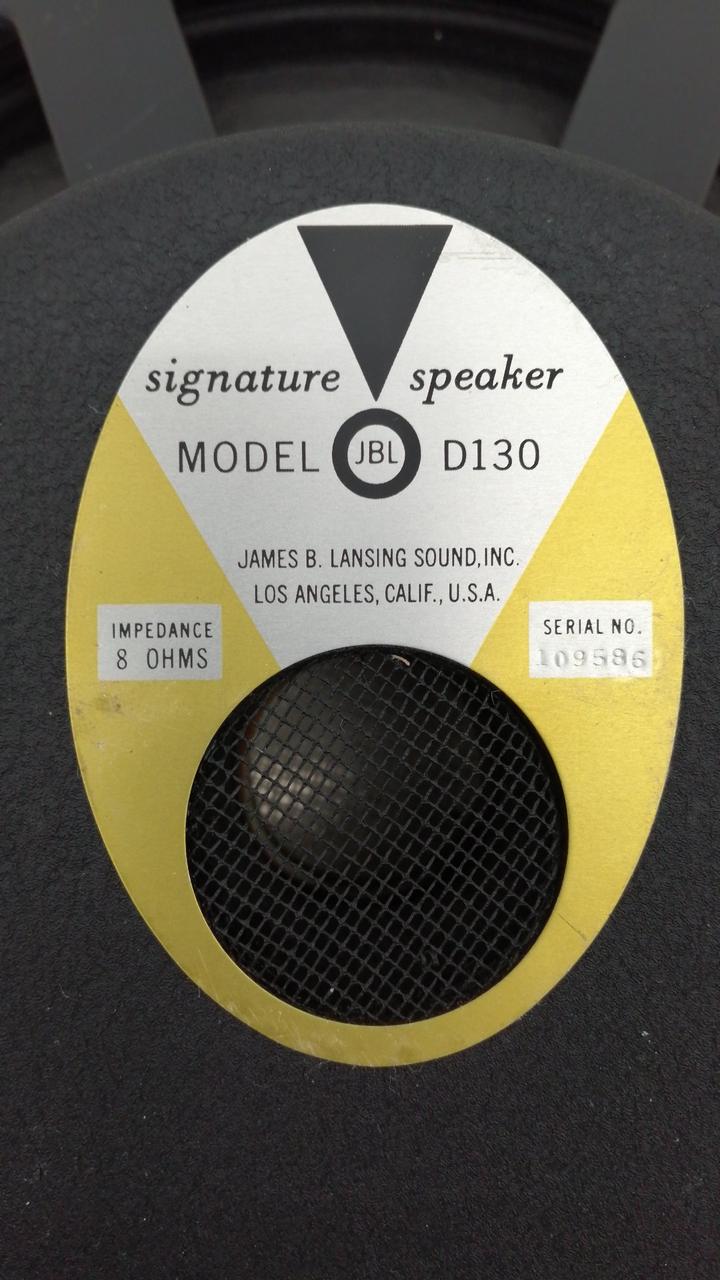 signature speaker
MODEL JBL D130
JAMES B. LANSING SOUND, INC.
LOS ANGELES, CALIF., U.S.A.
IMPEDANCE
8 OHMS
SERIAL NO.
109586